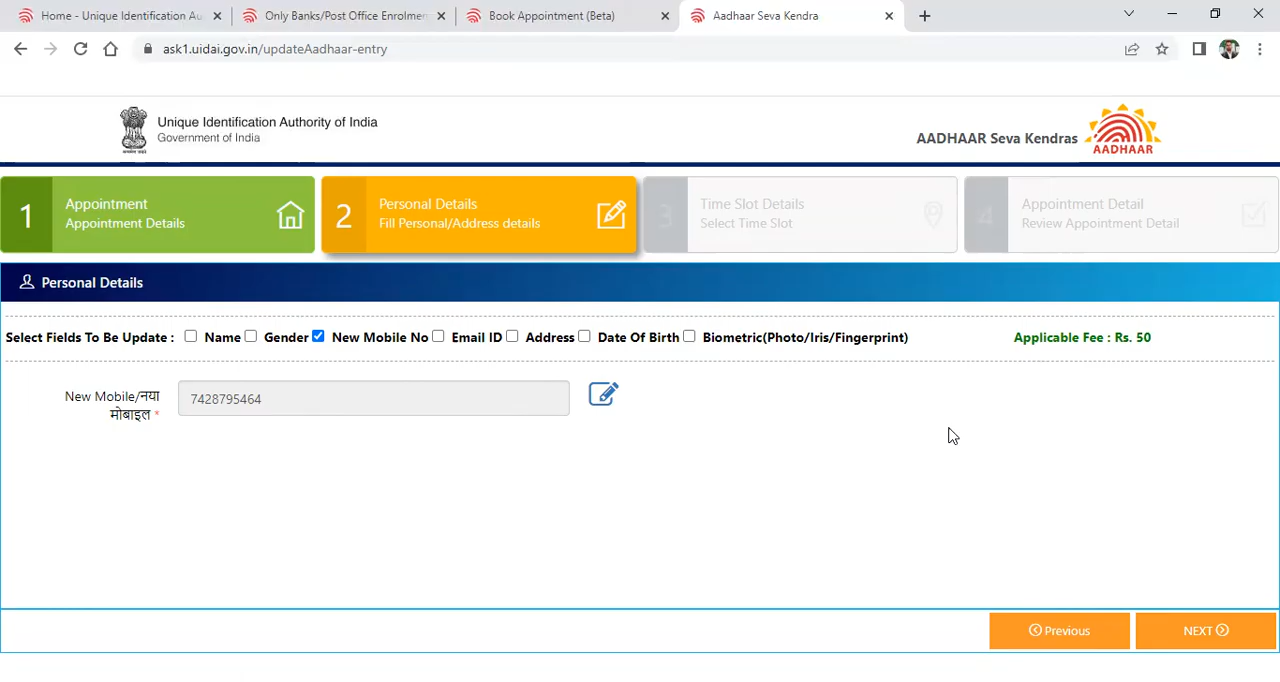 Home - Unique Identification Au
Only Banks/Post Office Enrolmen
Book Appointment (Beta)
Aadhaar Seva Kendra
ask1.uidai.gov.in/updateAadhaar-entry
Unique Identification Authority of India
Government of India
AADHAAR Seva Kendras
AADHAAR
1
Appointment
Appointment Details
2
Personal Details
Fill Personal/Address details
3
Time Slot Details
Select Time Slot
4
Appointment Detail
Review Appointment Detail
Personal Details
Select Fields To Be Update : Name Gender New Mobile No Email ID Address Date Of Birth Biometric(Photo/Iris/Fingerprint) Applicable Fee : Rs. 50
New Mobile/नया
मोबाइल *
7428795464
Previous
NEXT